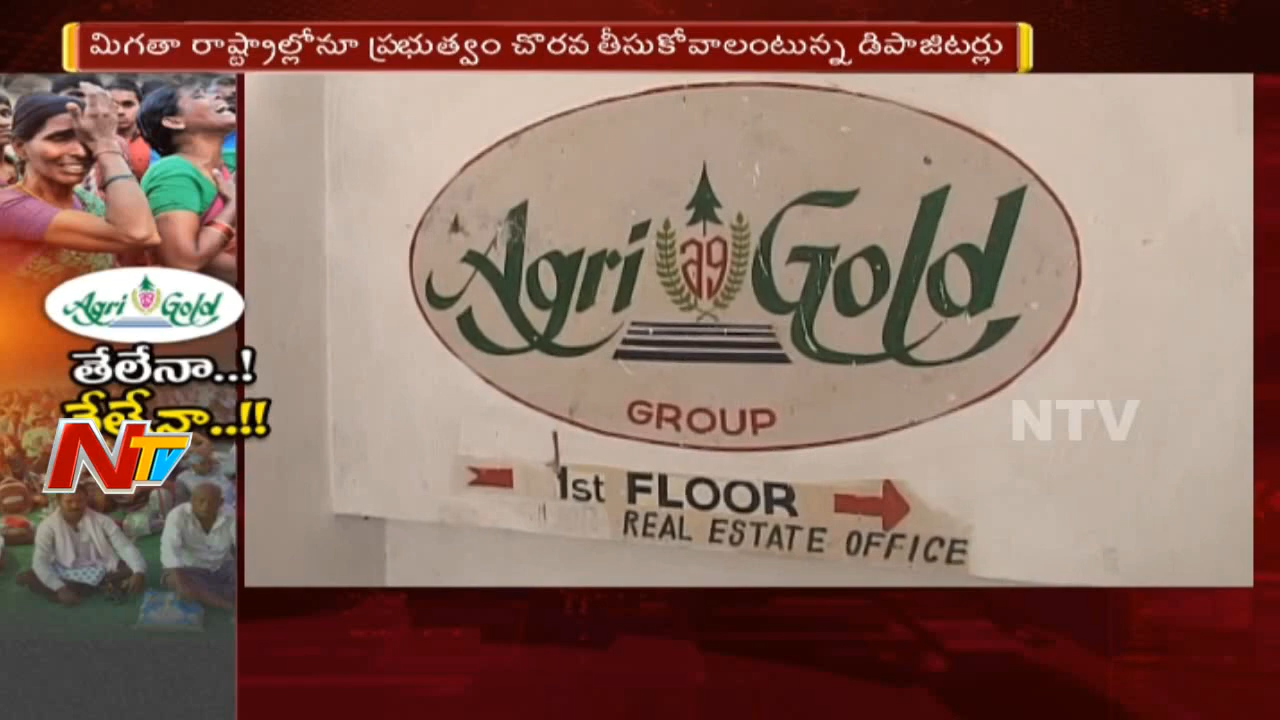 మిగతా రాష్ట్రాల్లోనూ ప్రభుత్వం చొరవ తీసుకోవాలంటున్న డిపాజిటర్లు
Agri ag Gold
GROUP
1st FLOOR
REAL ESTATE OFFICE
NTV
Agri Gold
తేలేనా..!
తేల్చేనా..!!
NTV